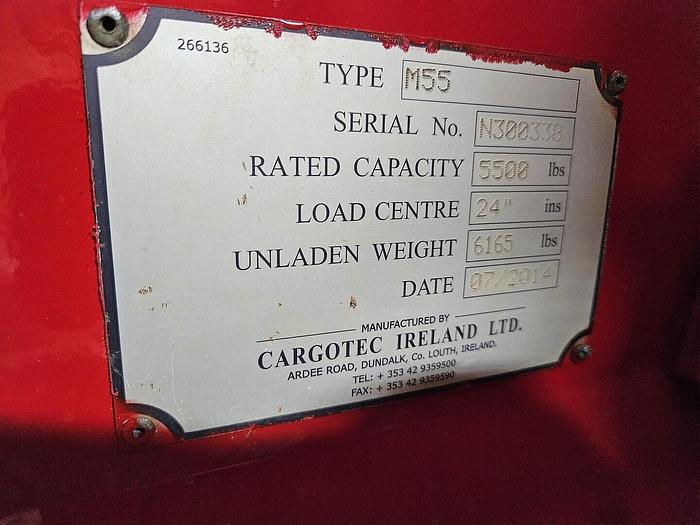 266136
TYPE M55
SERIAL No. N300338
RATED CAPACITY 5500 lbs
LOAD CENTRE 24" ins
UNLADEN WEIGHT 6165 lbs
DATE 07/2014
MANUFACTURED BY
CARGOTEC IRELAND LTD.
ARDEE ROAD, DUNDALK, Co. LOUTH, IRELAND.
TEL: + 353 42 9359500
FAX: + 353 42 9359590